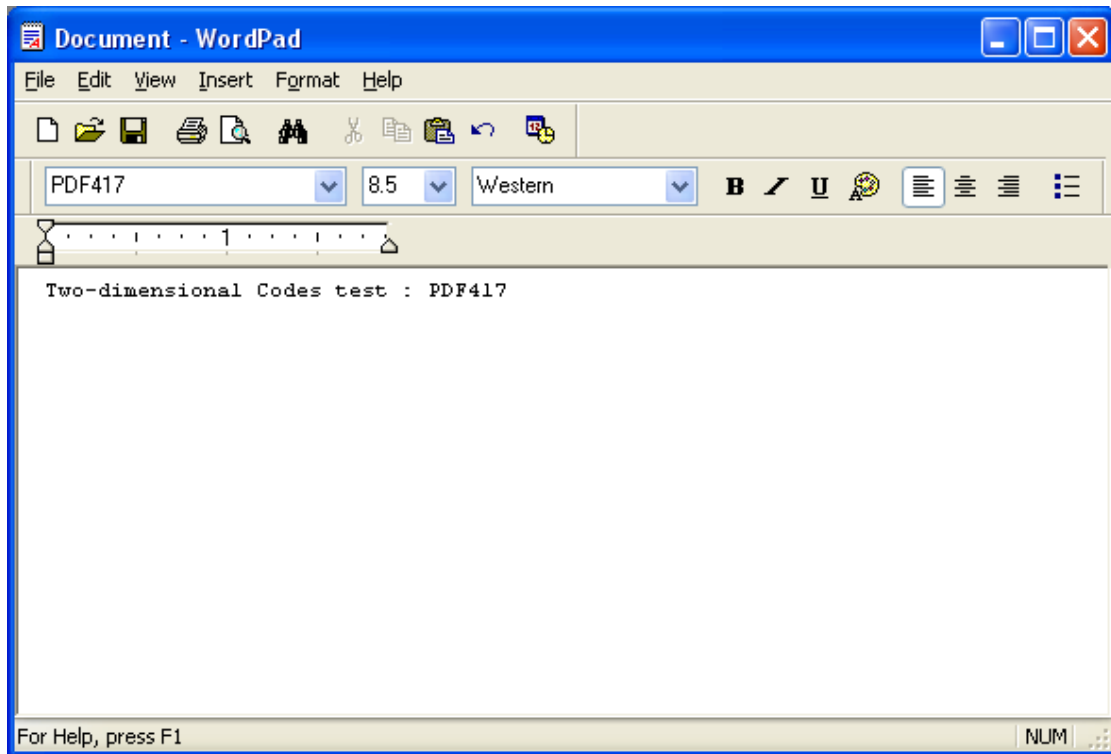 Document - WordPad
File Edit View Insert Format Help
PDF417 8.5 Western B / U
1
Two-dimensional Codes test : PDF417
For Help, press F1 NUM